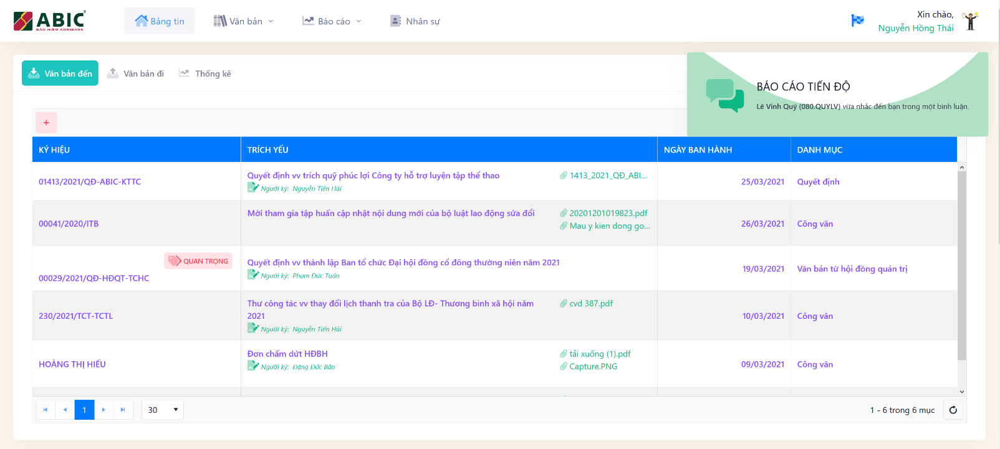 ABIC
BẢO HIỂM AGRIBANK
Bảng tin
Văn bản
Báo cáo
Nhân sự
Xin chào,
Nguyễn Hồng Thái
Văn bản đến
Văn bản đi
Thống kê
BÁO CÁO TIẾN ĐỘ
Lê Vinh Quý (080.QUYLV) vừa nhắc đến bạn trong một bình luận.
+
KÝ HIỆU
TRÍCH YẾU
NGÀY BAN HÀNH
DANH MỤC
01413/2021/QĐ-ABIC-KTTC
Quyết định vv trích quỹ phúc lợi Công ty hỗ trợ luyện tập thể thao
Người ký: Nguyễn Tiến Hải
1413_2021_QĐ_ABI...
25/03/2021
Quyết định
00041/2020/ITB
Mời tham gia tập huấn cập nhật nội dung mới của bộ luật lao động sửa đổi
20201201019823.pdf
Mau y kien dong go...
26/03/2021
Công văn
QUAN TRỌNG
00029/2021/QĐ-HĐQT-TCHC
Quyết định vv thành lập Ban tổ chức Đại hội đồng cổ đông thường niên năm 2021
Người ký: Phạm Đức Tuấn
19/03/2021
Văn bản từ hội đồng quản trị
230/2021/TCT-TCTL
Thư công tác vv thay đổi lịch thanh tra của Bộ LĐ- Thương binh xã hội năm
2021
Người ký: Nguyễn Tiến Hải
cvd 387.pdf
10/03/2021
Công văn
HOÀNG THỊ HIẾU
Đơn chấm dứt HĐBH
Người ký: Đặng Đức Bản
tải xuống (1).pdf
Capture.PNG
09/03/2021
Công văn
1
30
1 - 6 trong 6 mục